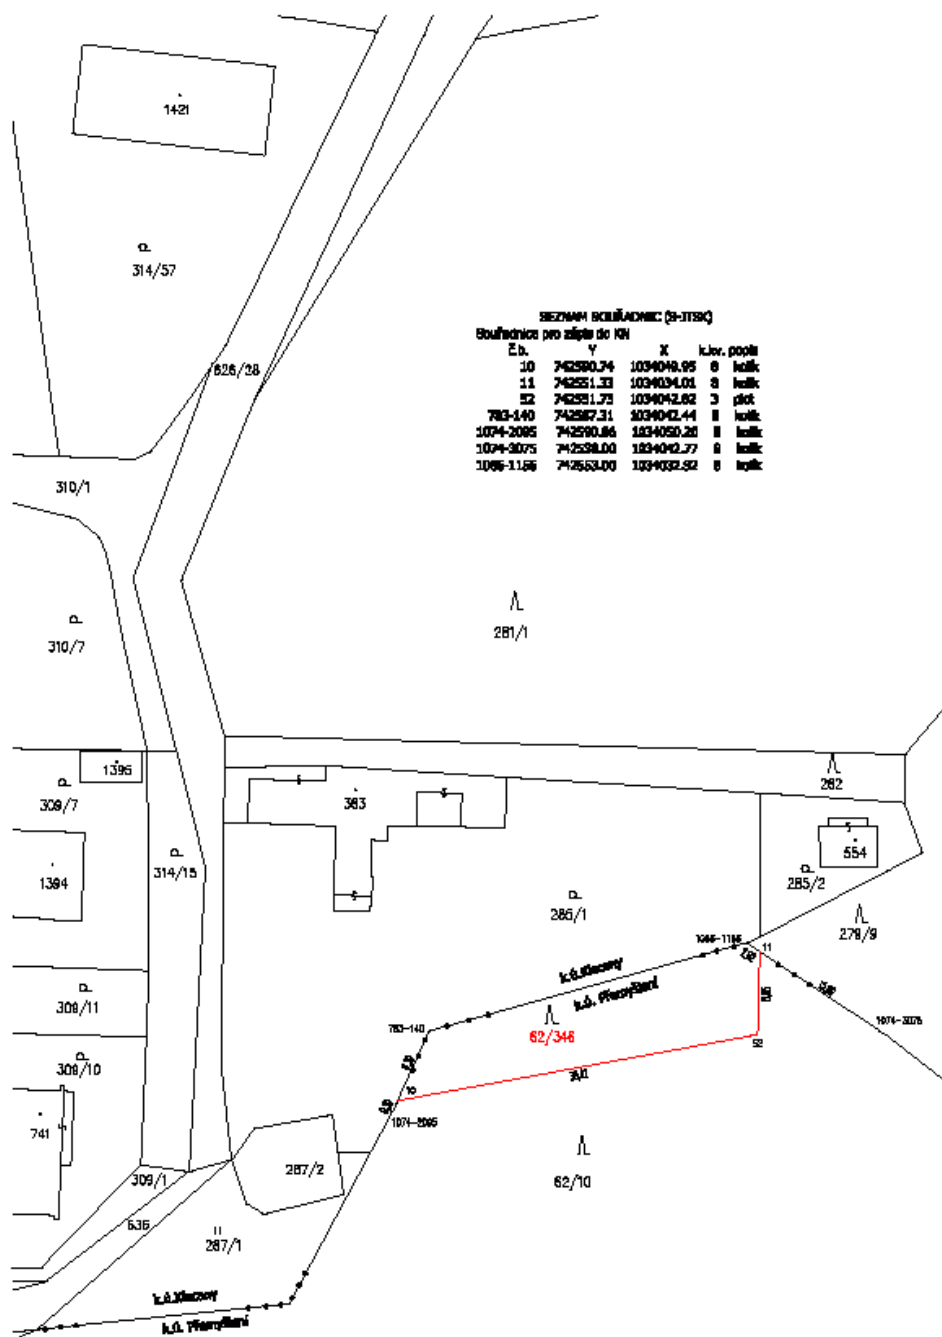 1421
314/57
626/28
SEZNAM SOUŘADNIC (S-JTSK)
Souřadnice pro zápis do KN
Č.b. Y X k.kv. popis
10 742590.74 1034049.95 8 kolík
11 742551.33 1034034.01 8 kolík
52 742551.73 1034042.82 3 plot
783-140 742587.31 1034042.44 8 kolík
1074-2095 742590.86 1034050.20 8 kolík
1074-3075 742538.00 1034042.77 8 kolík
1086-1156 742553.00 1034032.92 8 kolík
310/1
281/1
310/7
1395
282
309/7
383
554
1394
314/15
285/2
285/1
279/9
1086-1156
11
k.ú.Klecany
k.ú. Přemyšlení
309/11
783-140
62/346
1074-3075
52
309/10
10
1074-2095
741
287/2
62/10
309/1
636
287/1
k.ú.Klecany
k.ú. Přemyšlení